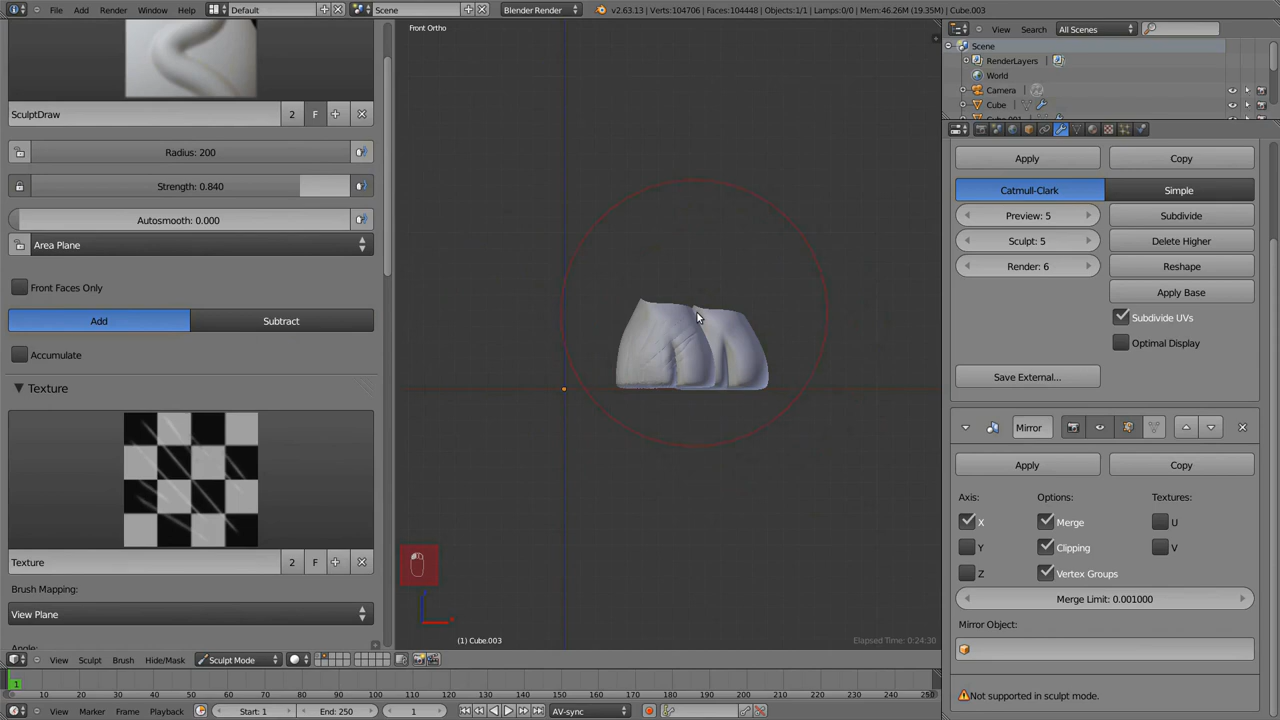 File Add Render Window Help Default Scene Blender Render v2.63.13 | Verts:104706 | Faces:104448 | Objects:1/1 | Lamps:0/0 | Mem:46.26M (19.35M) | Cube.003
SculptDraw 2 F
Radius: 200
Strength: 0.840
Autosmooth: 0.000
Area Plane
Front Faces Only
Add Subtract
Accumulate
Texture
Texture 2 F
Brush Mapping:
View Plane
Angle:
Front Ortho
(1) Cube.003
Elapsed Time: 0:24:30
View Search All Scenes
Scene
RenderLayers
World
Camera
Cube
Apply Copy
Catmull-Clark Simple
Preview: 5 Subdivide
Sculpt: 5 Delete Higher
Render: 6 Reshape
Apply Base
Subdivide UVs
Optimal Display
Save External...
Mirror
Apply Copy
Axis: Options: Textures:
X Merge U
Y Clipping V
Z Vertex Groups
Merge Limit: 0.001000
Mirror Object:
Not supported in sculpt mode.
View Sculpt Brush Hide/Mask Sculpt Mode
1
0 10 20 30 40 50 60 70 80 90 100 110 120 130 140 150 160 170 180 190 200 210 220 230 240 250
View Marker Frame Playback Start: 1 End: 250 1 AV-sync